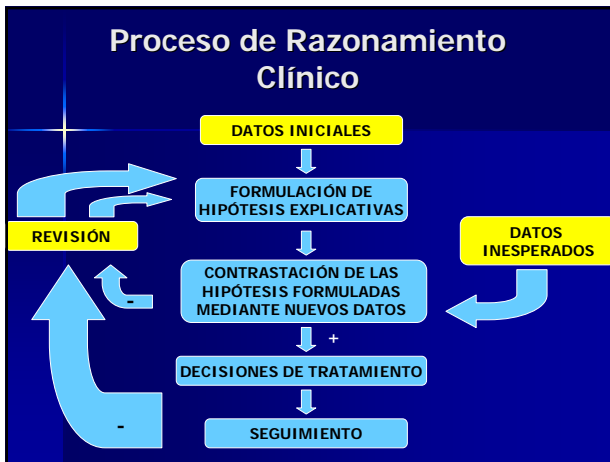 Proceso de Razonamiento
Clínico
DATOS INICIALES
FORMULACIÓN DE
HIPÓTESIS EXPLICATIVAS
REVISIÓN
DATOS
INESPERADOS
CONTRASTACIÓN DE LAS
HIPÓTESIS FORMULADAS
MEDIANTE NUEVOS DATOS
-
+
DECISIONES DE TRATAMIENTO
-
SEGUIMIENTO